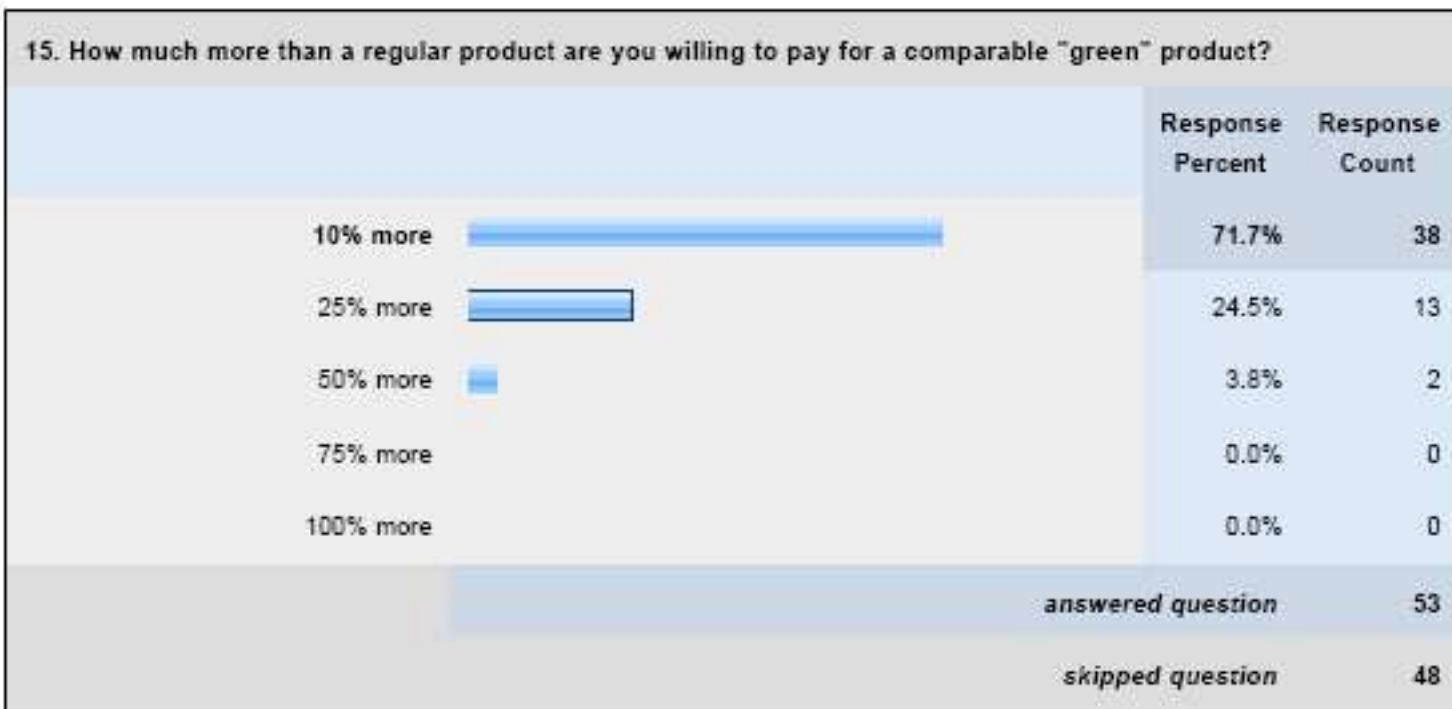 15. How much more than a regular product are you willing to pay for a comparable "green" product?
Response Response
Percent Count
10% more 71.7% 38
25% more 24.5% 13
50% more 3.8% 2
75% more 0.0% 0
100% more 0.0% 0
answered question 53
skipped question 48